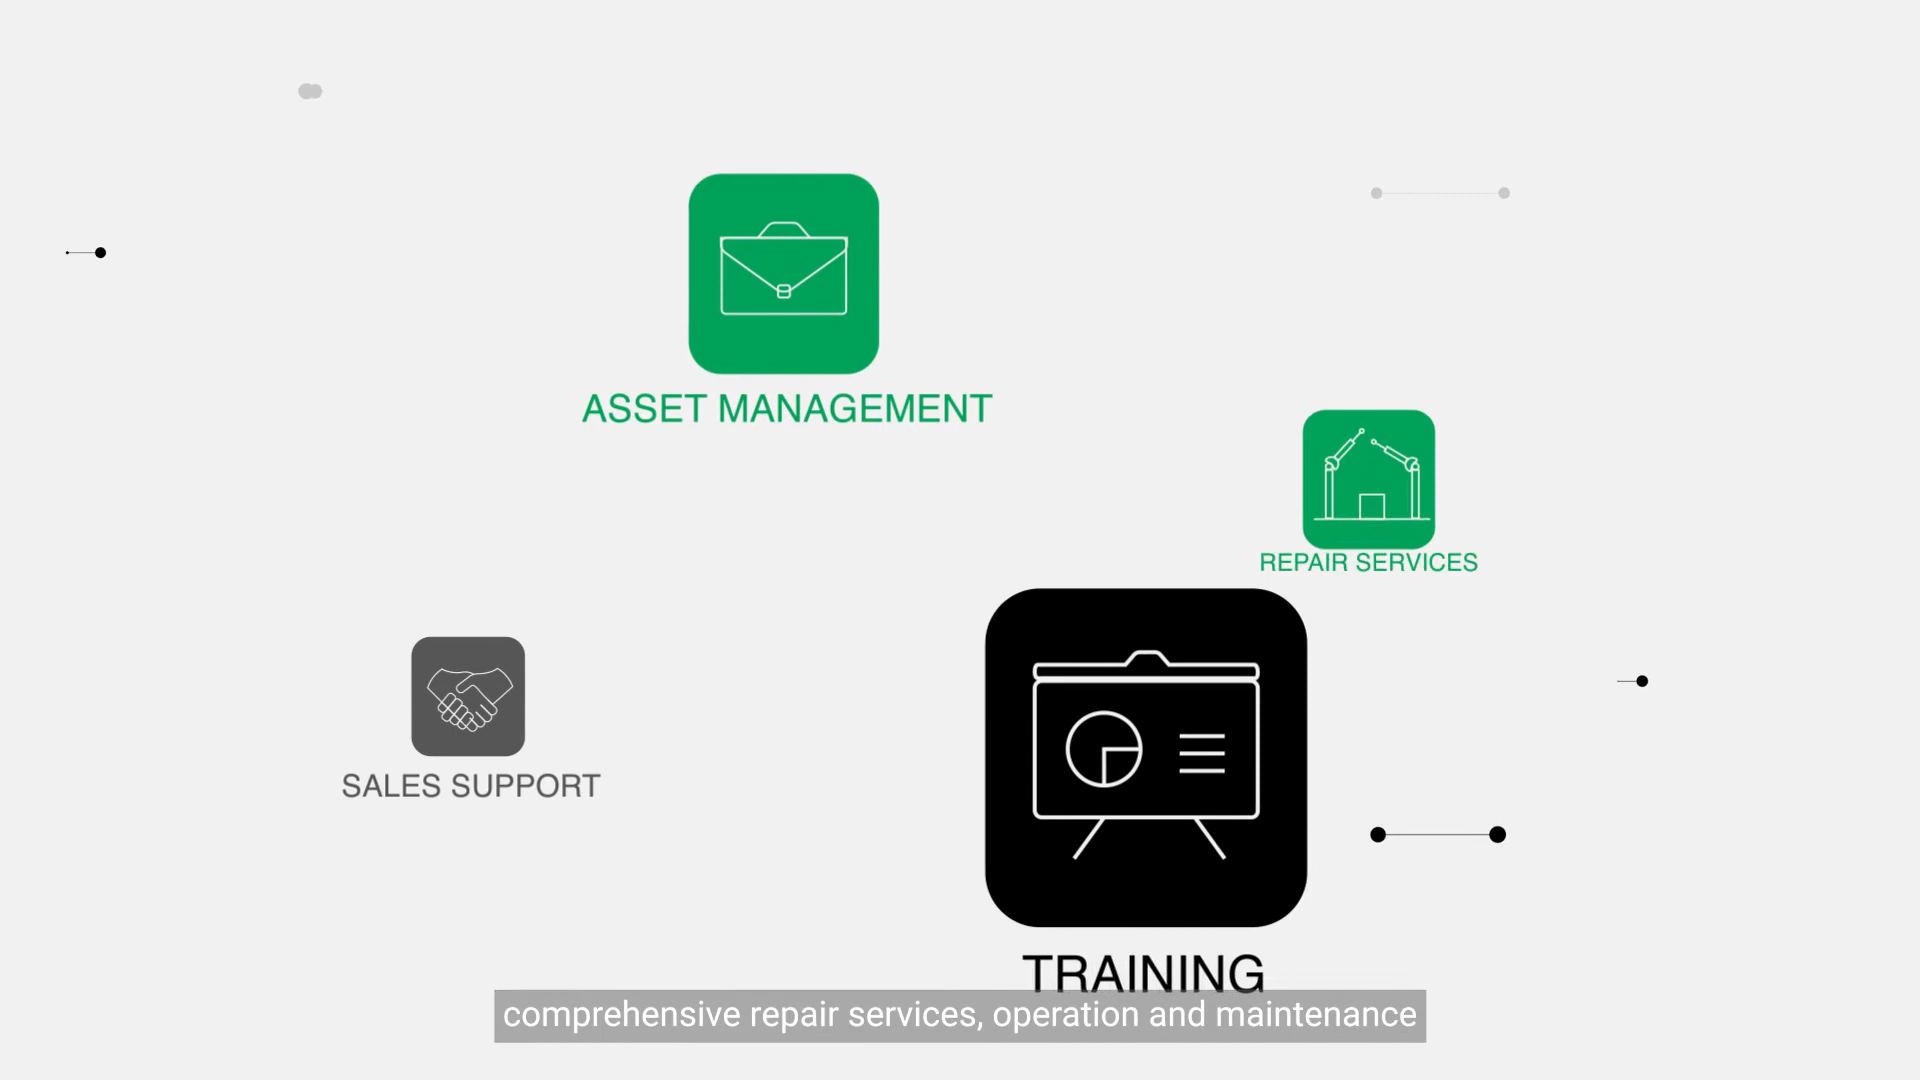 ASSET MANAGEMENT
REPAIR SERVICES
SALES SUPPORT
TRAINING
comprehensive repair services, operation and maintenance